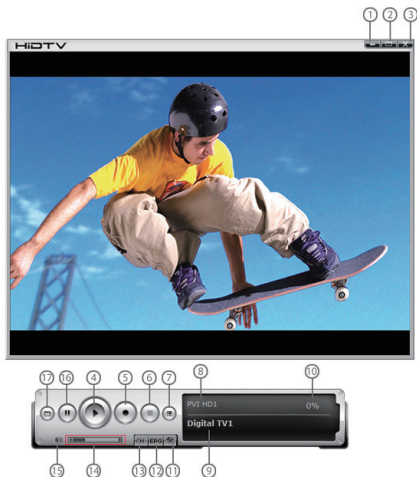 ① ② ③
HiDTV
⑰ ⑯ ④ ⑤ ⑥ ⑦ ⑧ ⑩
PVI HD1 0%
Digital TV1
CH EPG
⑮ ⑭ ⑬ ⑫ ⑪ ⑨